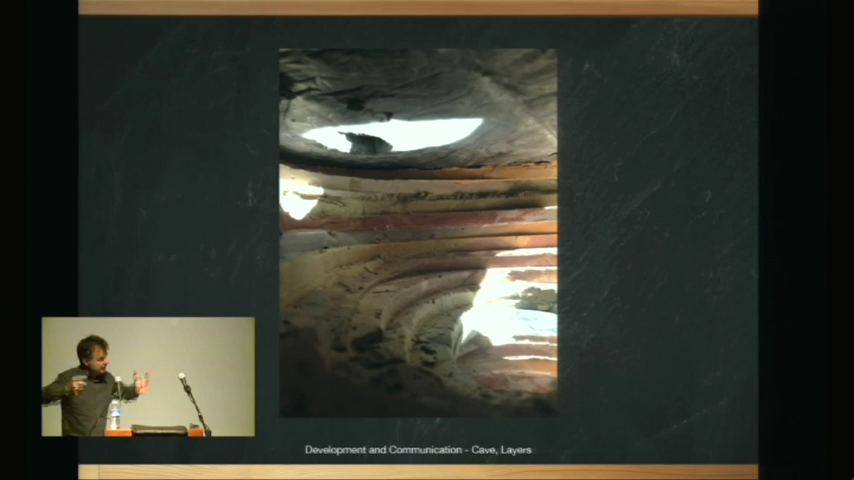 Development and Communication - Cave, Layers